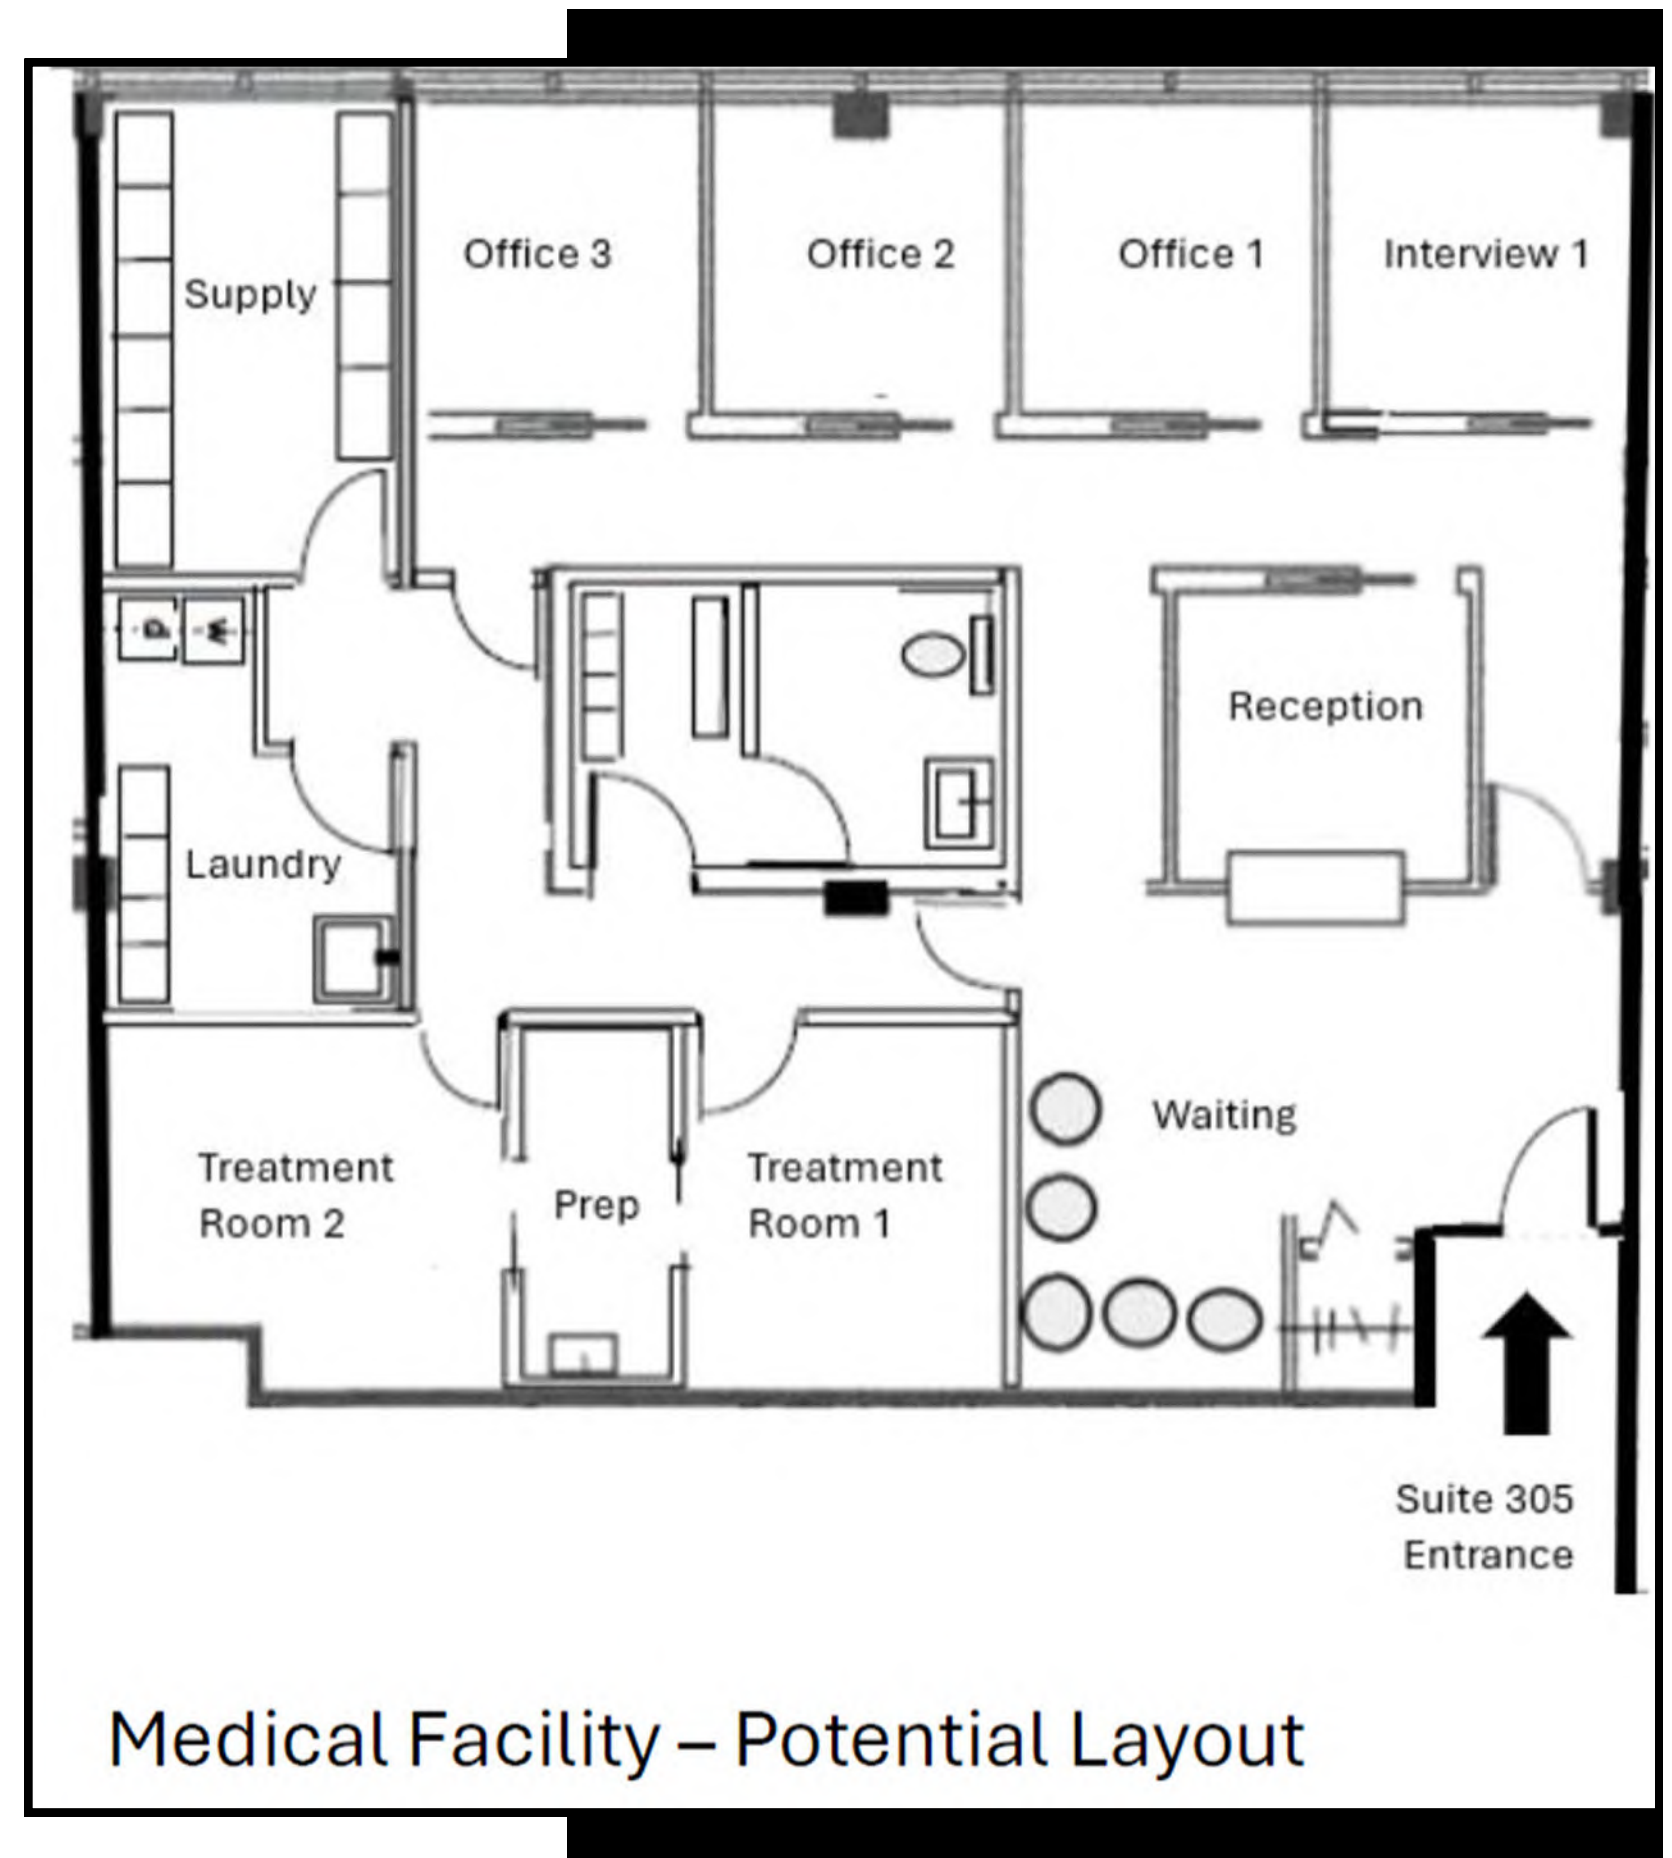 Office 3
Office 2
Office 1
Interview 1
Supply
d
w
Reception
Laundry
Waiting
Treatment
Room 2
Prep
Treatment
Room 1
Suite 305
Entrance
Medical Facility – Potential Layout